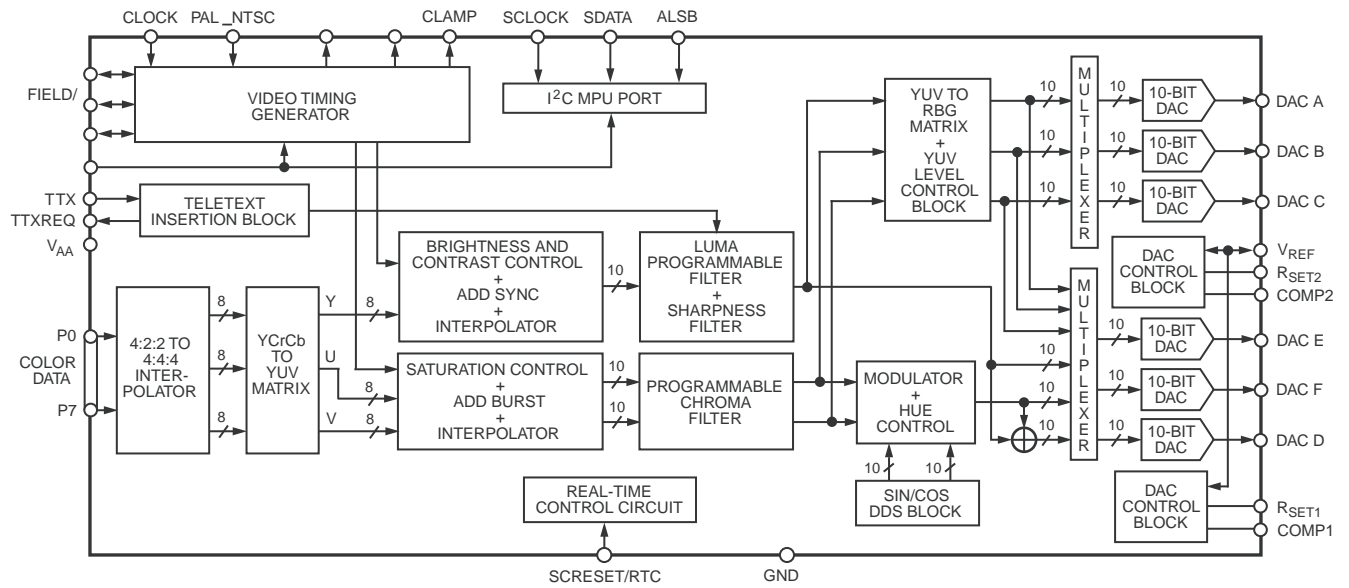 CLOCK PAL_NTSC CLAMP SCLOCK SDATA ALSB
FIELD/
VIDEO TIMING
GENERATOR
I2C MPU PORT
TTX
TTXREQ
VAA
TELETEXT
INSERTION BLOCK
P0
COLOR
DATA
P7
4:2:2 TO
4:4:4
INTER-
POLATOR
8
8
8
YCrCb
TO
YUV
MATRIX
Y
U
V
8
8
8
BRIGHTNESS AND
CONTRAST CONTROL
+
ADD SYNC
+
INTERPOLATOR
10
SATURATION CONTROL
+
ADD BURST
+
INTERPOLATOR
10
10
LUMA
PROGRAMMABLE
FILTER
+
SHARPNESS
FILTER
PROGRAMMABLE
CHROMA
FILTER
REAL-TIME
CONTROL CIRCUIT
SCRESET/RTC
GND
YUV TO
RBG
MATRIX
+
YUV
LEVEL
CONTROL
BLOCK
MODULATOR
+
HUE
CONTROL
10
10
SIN/COS
DDS BLOCK
10
10
10
MULTIPLEXER
10
10
10
10-BIT
DAC
10-BIT
DAC
10-BIT
DAC
DAC A
DAC B
DAC C
DAC
CONTROL
BLOCK
VREF
RSET2
COMP2
10
10
10
MULTIPLEXER
10
10
10
10-BIT
DAC
10-BIT
DAC
10-BIT
DAC
DAC E
DAC F
DAC D
DAC
CONTROL
BLOCK
RSET1
COMP1